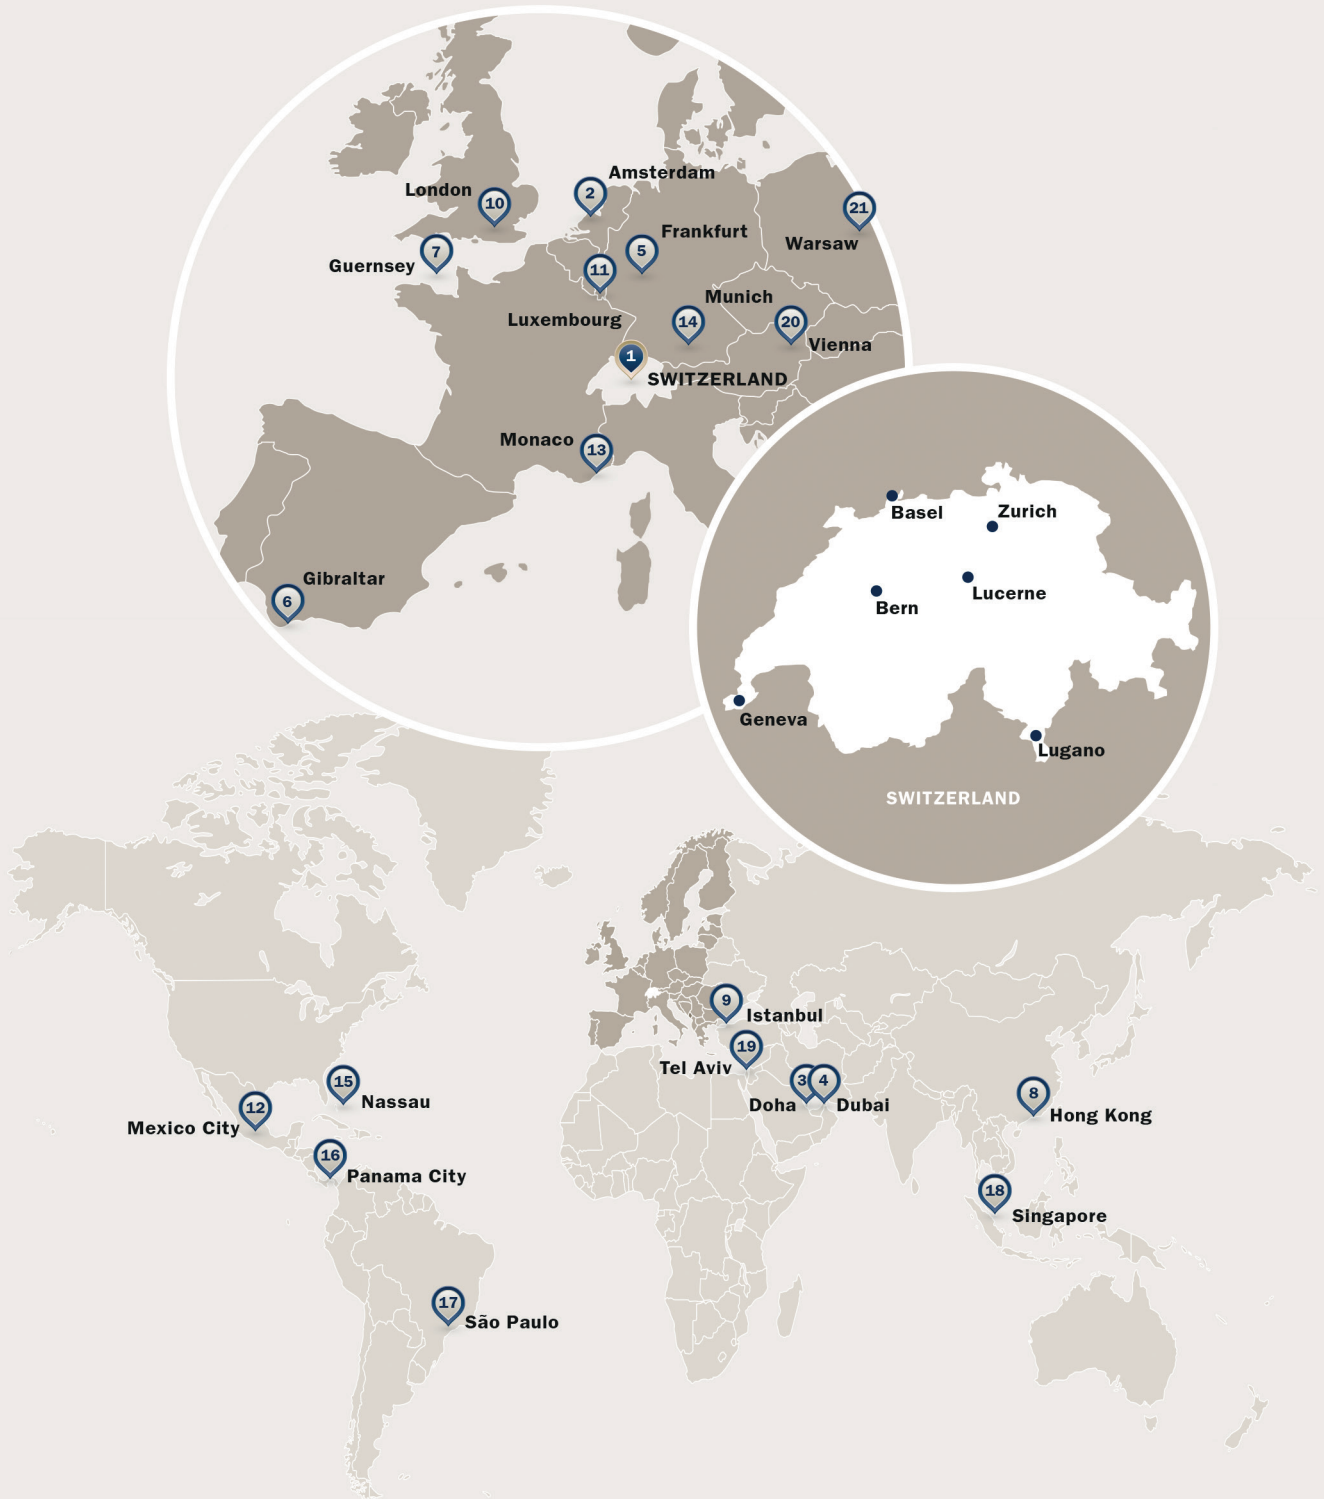 Amsterdam
2
London
10
21
Warsaw
Frankfurt
5
7
Guernsey
11
Munich
14
Luxembourg
20
Vienna
1
SWITZERLAND
Monaco
13
Gibraltar
6
Basel
Zurich
Lucerne
Bern
Geneva
Lugano
SWITZERLAND
9
Istanbul
19
Tel Aviv
3
4
Doha
Dubai
15
Nassau
12
Mexico City
8
Hong Kong
16
Panama City
18
Singapore
17
São Paulo